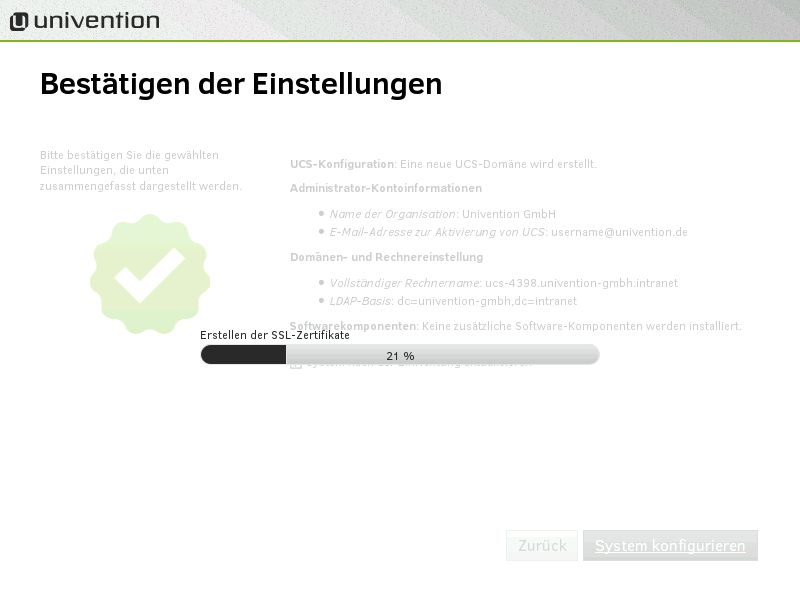 univention
Bestätigen der Einstellungen
Bitte bestätigen Sie die gewählten
Einstellungen, die unten
zusammengefasst dargestellt werden.
UCS-Konfiguration: Eine neue UCS-Domäne wird erstellt.
Administrator-Kontoinformationen
Name der Organisation: Univention GmbH
E-Mail-Adresse zur Aktivierung von UCS: username@univention.de
Domänen- und Rechnereinstellung
Vollständiger Rechnername: ucs-4398.univention-gmbh.intranet
LDAP-Basis: dc=univention-gmbh,dc=intranet
Softwarekomponenten: Keine zusätzliche Software-Komponenten werden installiert.
Erstellen der SSL-Zertifikate
21 %
Zurück
System konfigurieren